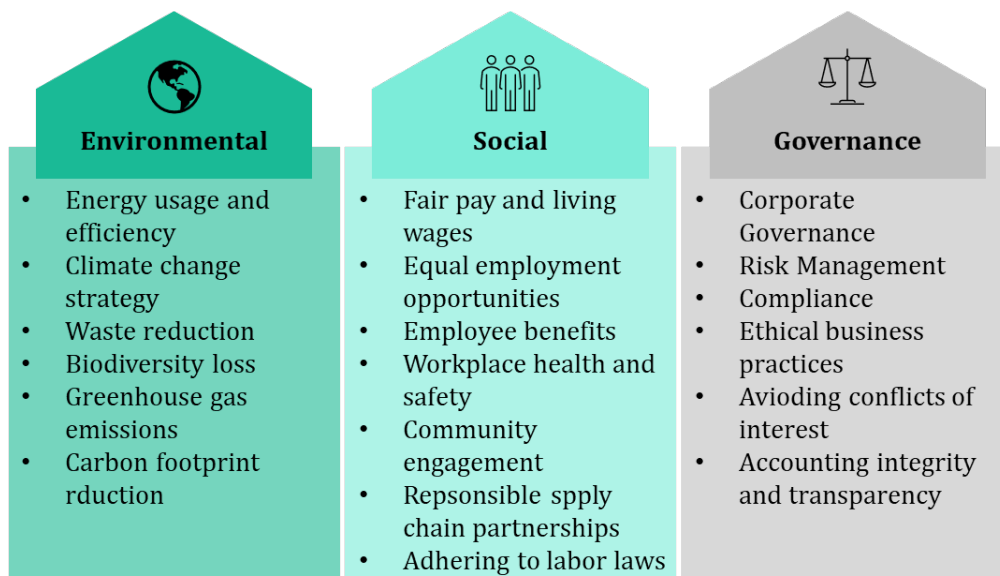 Environmental
• Energy usage and
efficiency
• Climate change
strategy
• Waste reduction
• Biodiversity loss
• Greenhouse gas
emissions
• Carbon footprint
rduction
Social
• Fair pay and living
wages
• Equal employment
opportunities
• Employee benefits
• Workplace health and
safety
• Community
engagement
• Repsonsible spply
chain partnerships
• Adhering to labor laws
Governance
• Corporate
Governance
• Risk Management
• Compliance
• Ethical business
practices
• Avioding conflicts of
interest
• Accounting integrity
and transparency